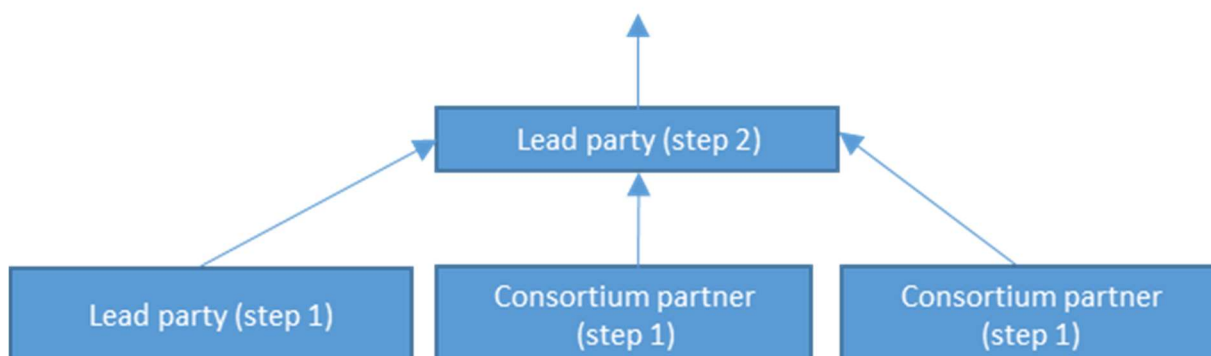 Lead party (step 2)
Lead party (step 1)
Consortium partner
(step 1)
Consortium partner
(step 1)